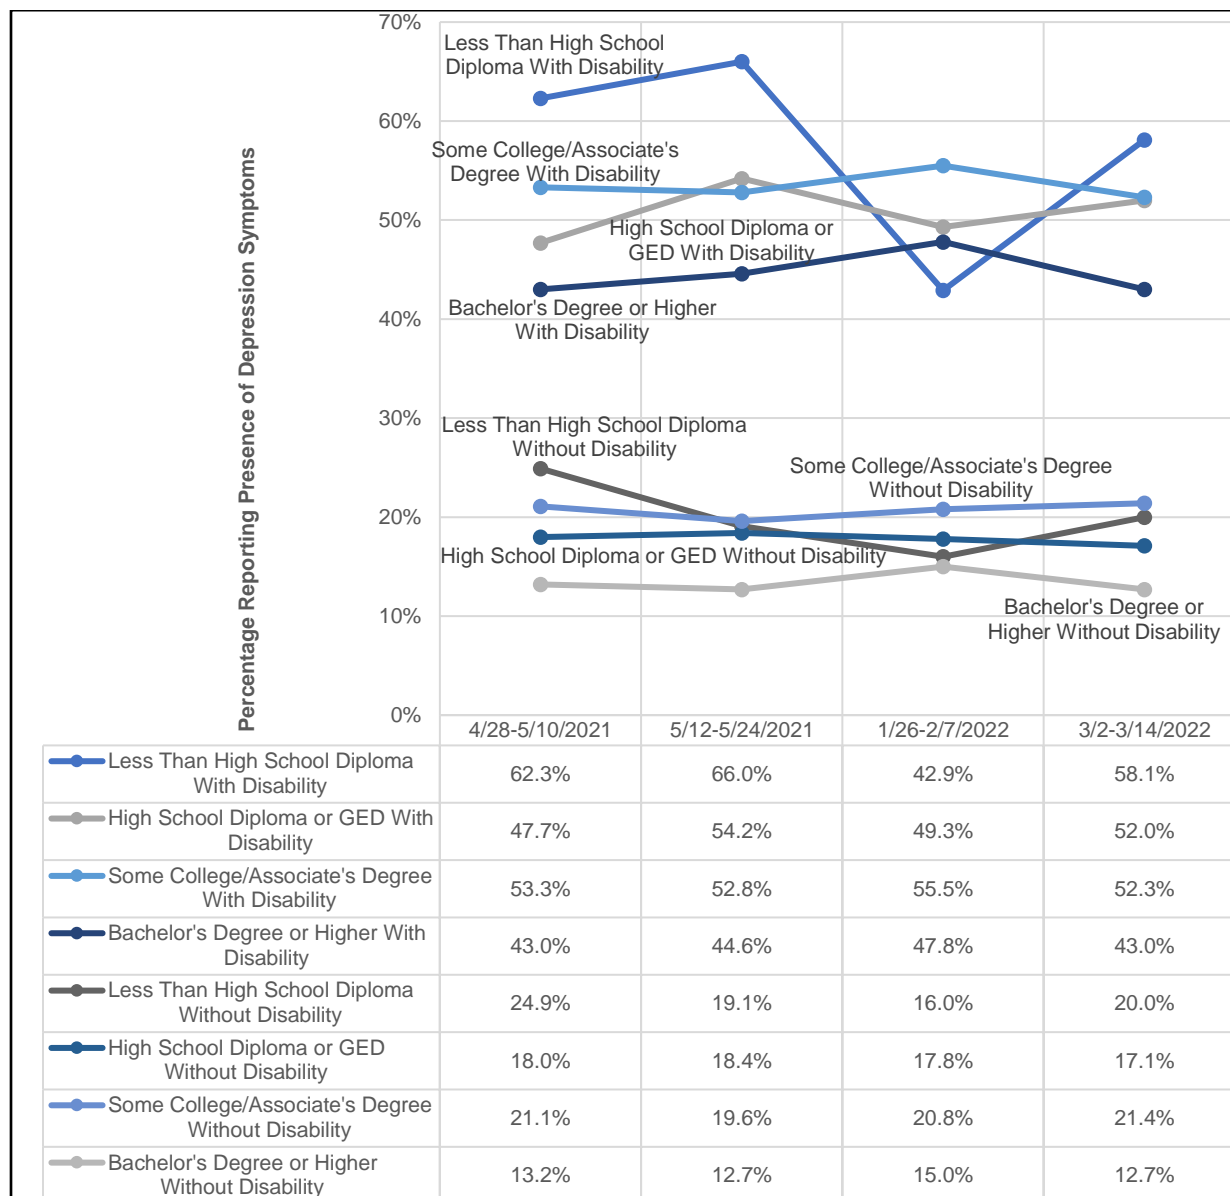 70%
Less Than High School
Diploma With Disability
60%
Some College/Associate's
Degree With Disability
50%
High School Diploma or
GED With Disability
Bachelor's Degree or Higher
With Disability
40%
Percentage Reporting Presence of Depression Symptoms
30%
Less Than High School Diploma
Without Disability
Some College/Associate's Degree
Without Disability
20%
High School Diploma or GED Without Disability
10%
Bachelor's Degree or
Higher Without Disability
0%
4/28-5/10/2021 5/12-5/24/2021 1/26-2/7/2022 3/2-3/14/2022
Less Than High School Diploma
With Disability
62.3% 66.0% 42.9% 58.1%
High School Diploma or GED With
Disability
47.7% 54.2% 49.3% 52.0%
Some College/Associate's Degree
With Disability
53.3% 52.8% 55.5% 52.3%
Bachelor's Degree or Higher With
Disability
43.0% 44.6% 47.8% 43.0%
Less Than High School Diploma
Without Disability
24.9% 19.1% 16.0% 20.0%
High School Diploma or GED
Without Disability
18.0% 18.4% 17.8% 17.1%
Some College/Associate's Degree
Without Disability
21.1% 19.6% 20.8% 21.4%
Bachelor's Degree or Higher
Without Disability
13.2% 12.7% 15.0% 12.7%